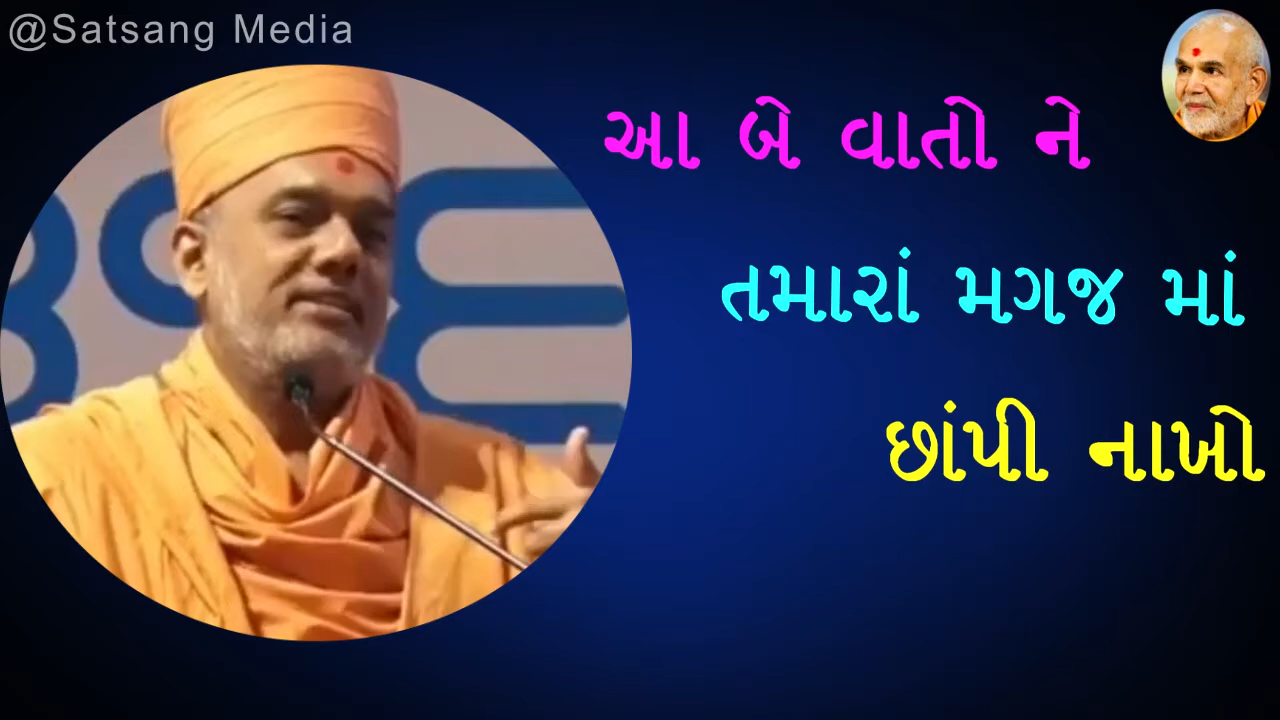 @Satsang Media
આ બે વાતો ને
તમારાં મગજ માં
છાંપી નાખો